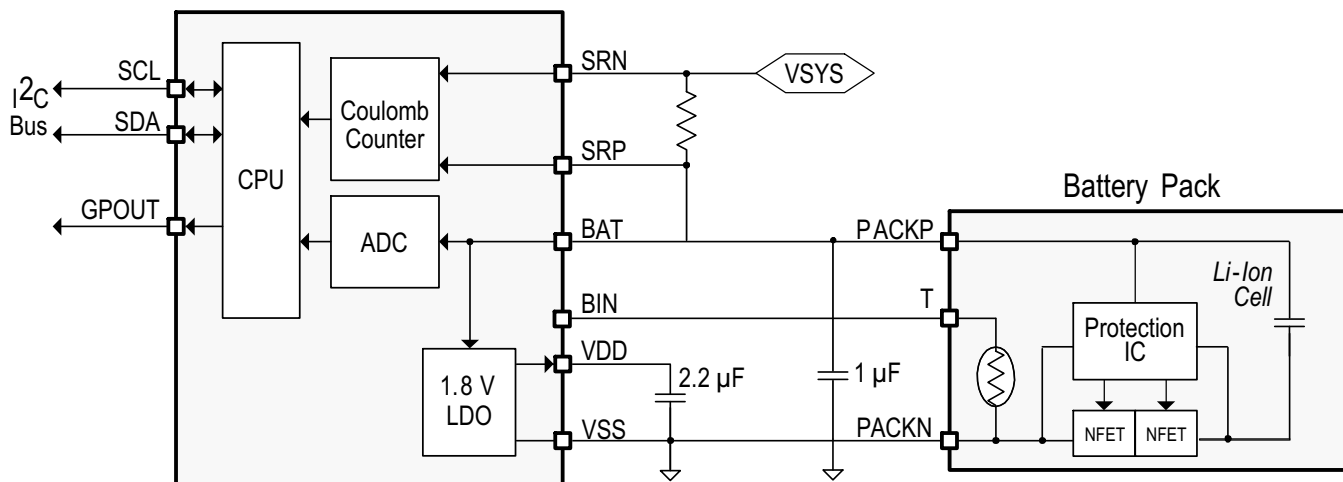 SCL
I2C
Bus
SDA
GPOUT
CPU
Coulomb
Counter
ADC
1.8 V
LDO
SRN
SRP
BAT
BIN
VDD
VSS
VSYS
2.2 µF
1 µF
Battery Pack
PACKP
T
PACKN
Li-Ion
Cell
Protection
IC
NFET
NFET